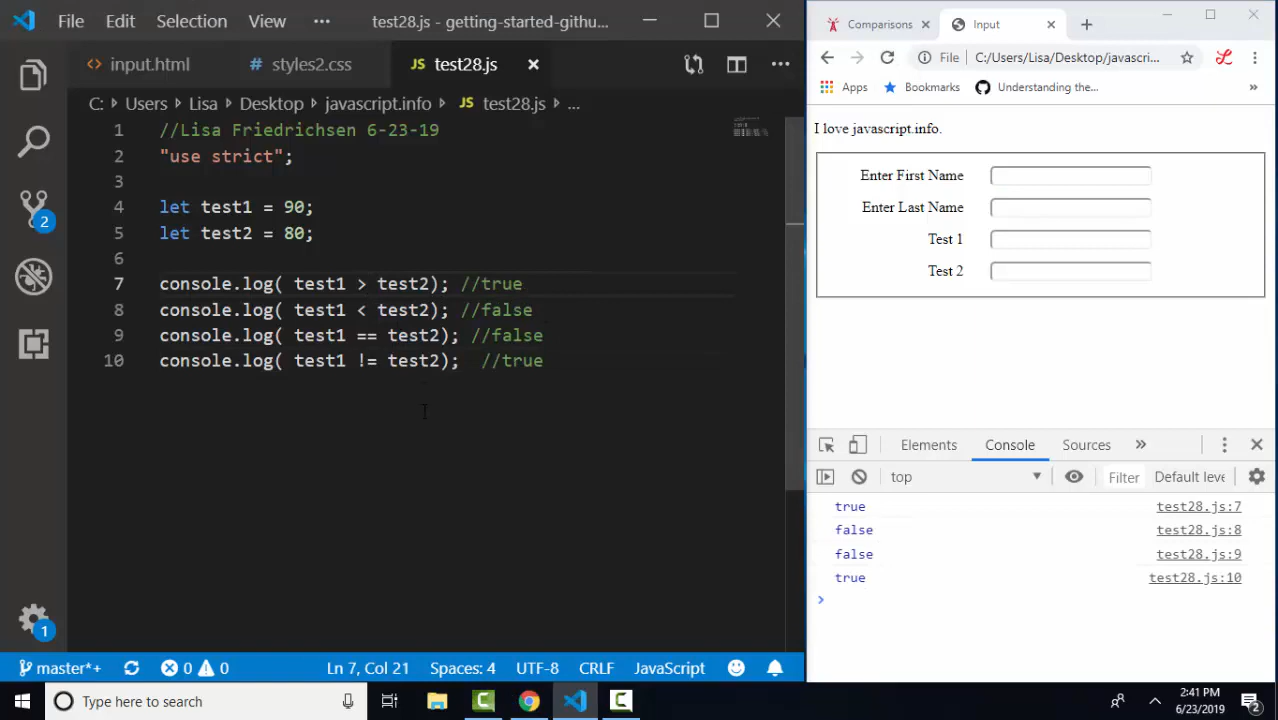 File Edit Selection View ··· test28.js - getting-started-githu...
input.html styles2.css JS test28.js
C: Users Lisa Desktop javascript.info JS test28.js ...
1 //Lisa Friedrichsen 6-23-19
2 "use strict";
3
4 let test1 = 90;
5 let test2 = 80;
6
7 console.log( test1 > test2); //true
8 console.log( test1 < test2); //false
9 console.log( test1 == test2); //false
10 console.log( test1 != test2);  //true
2
1
master*+ 0 0 Ln 7, Col 21 Spaces: 4 UTF-8 CRLF JavaScript
Comparisons Input
File C:/Users/Lisa/Desktop/javascri...
Apps Bookmarks Understanding the... »
I love javascript.info.
Enter First Name
Enter Last Name
Test 1
Test 2
Elements Console Sources »
top Filter Default leve
true test28.js:7
false test28.js:8
false test28.js:9
true test28.js:10
Type here to search
2:41 PM
6/23/2019
2